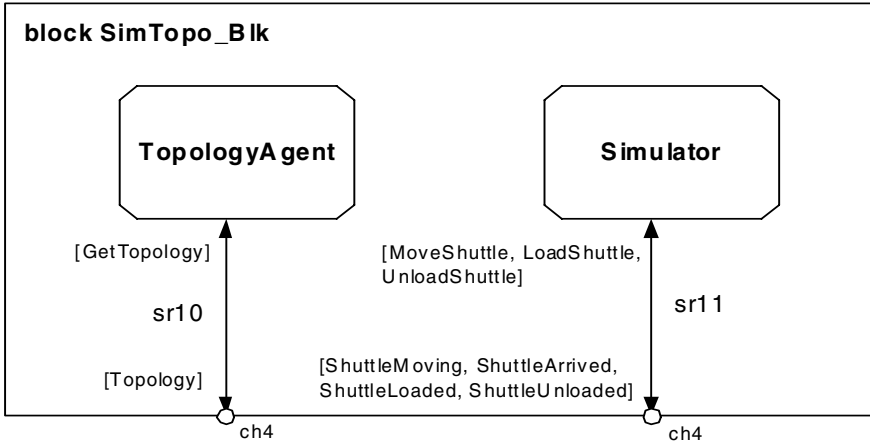 block SimTopo_Blk
TopologyAgent
Simulator
[GetTopology]
[MoveShuttle, LoadShuttle,
UnloadShuttle]
sr10
sr11
[Topology]
[ShuttleMoving, ShuttleArrived,
ShuttleLoaded, ShuttleUnloaded]
ch4
ch4